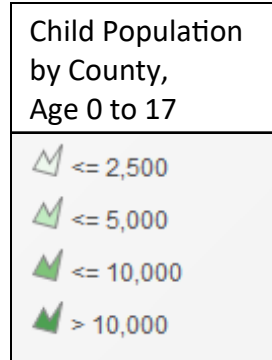 Child Population
by County,
Age 0 to 17
<= 2,500
<= 5,000
<= 10,000
> 10,000